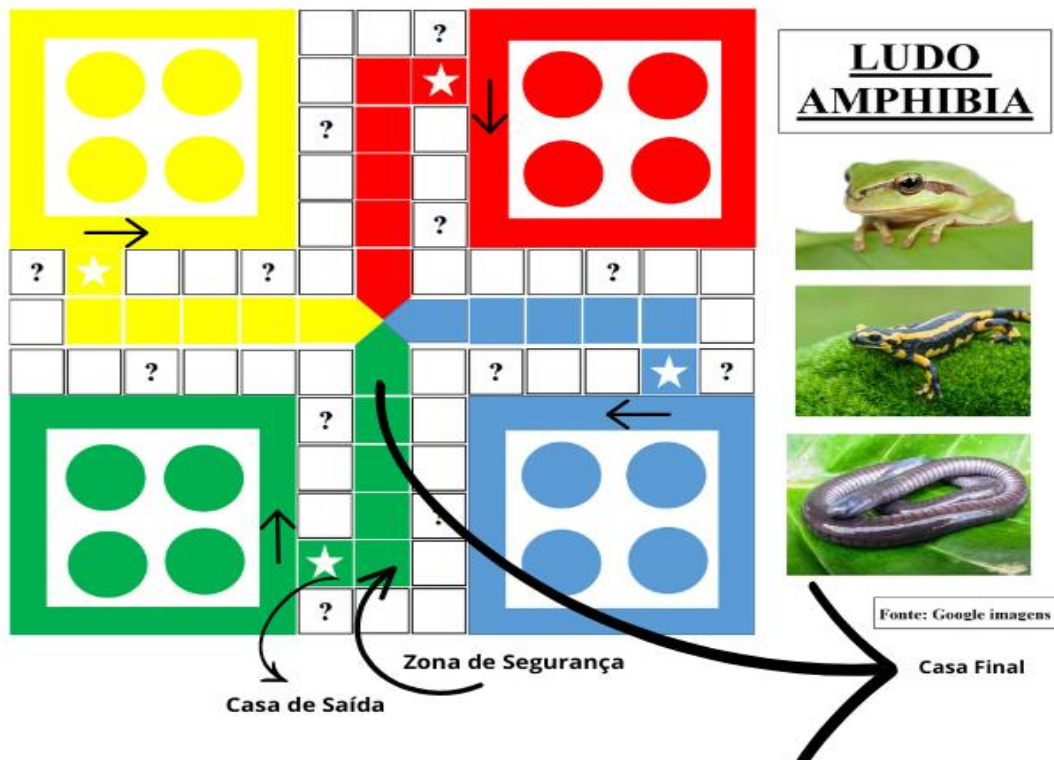 ?
LUDO
AMPHIBIA
?
?
? ? ?
? ? ?
?
?
?
Fonte: Google imagens
Zona de Segurança
Casa Final
Casa de Saída